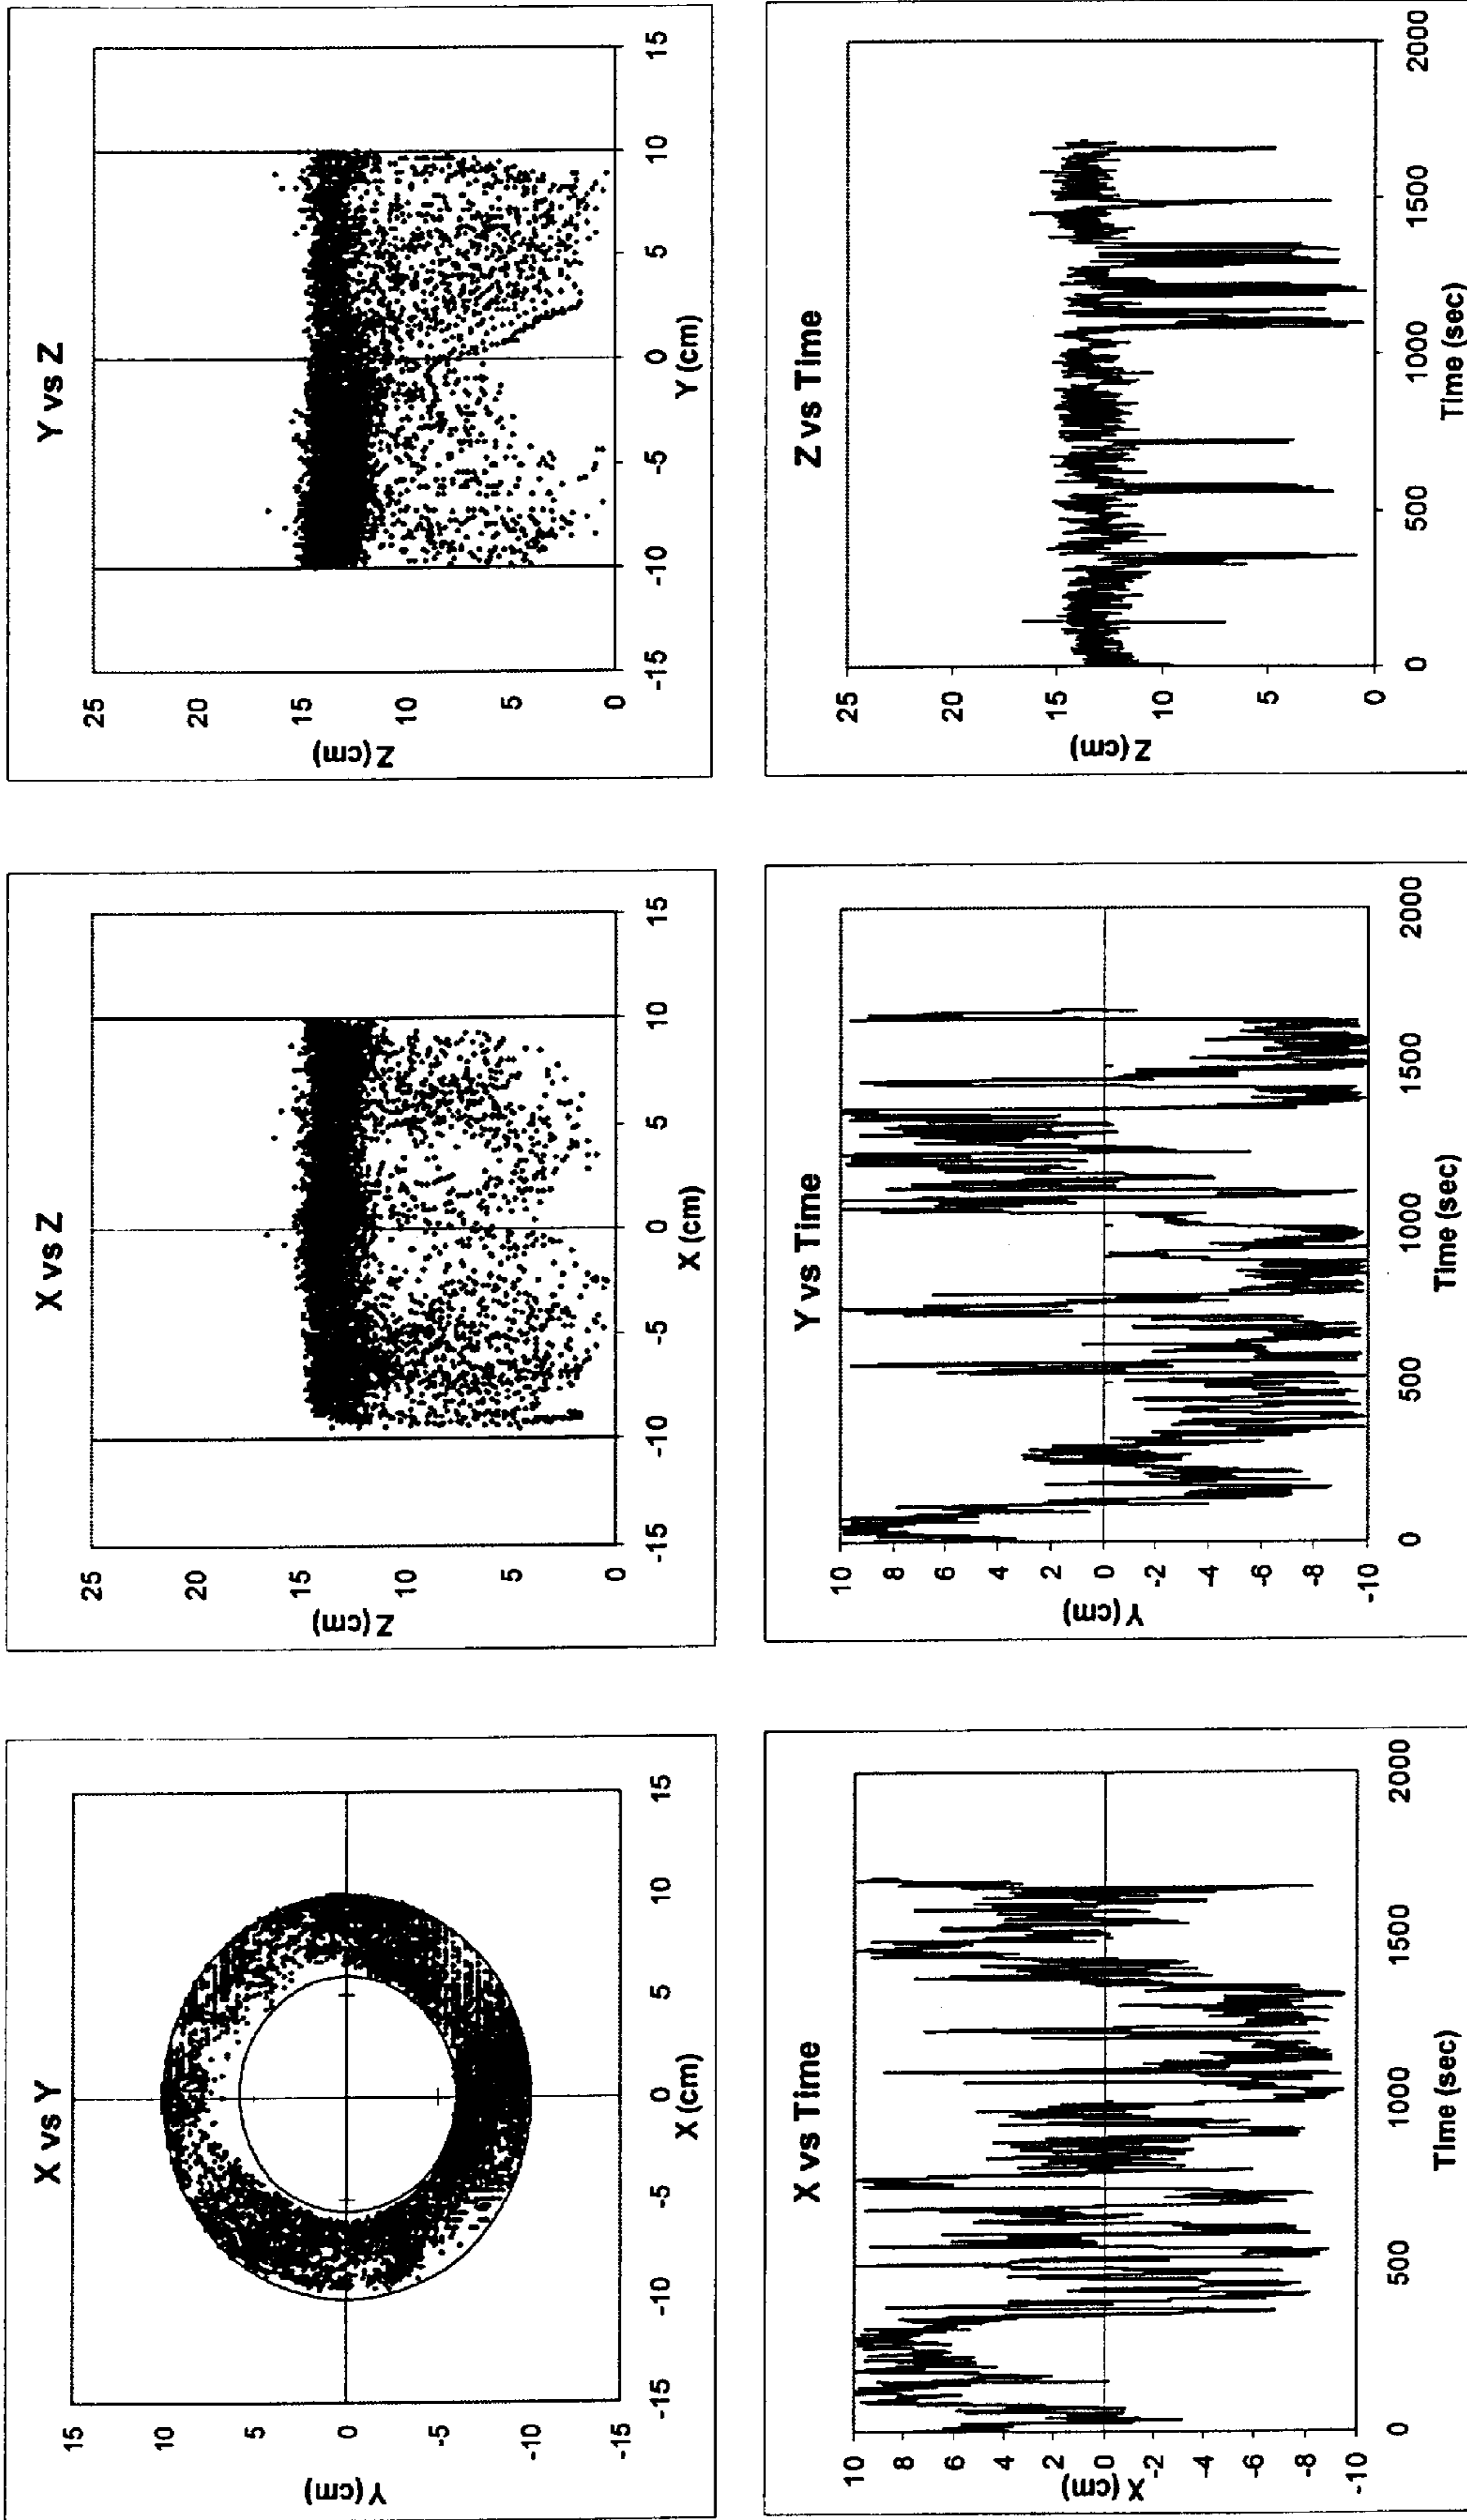 X vs Y
15
10
5
0
-5
-10
-15
Y (cm)
-15 -10 -5 0 5 10 15
X (cm)
X vs Z
25
20
15
10
5
0
Z (cm)
-15 -10 -5 0 5 10 15
X (cm)
Y vs Z
25
20
15
10
5
0
Z (cm)
-15 -10 -5 0 5 10 15
Y (cm)
X vs Time
10
8
6
4
2
0
-2
-4
-6
-8
-10
X (cm)
0 500 1000 1500 2000
Time (sec)
Y vs Time
10
8
6
4
2
0
-2
-4
-6
-8
-10
Y (cm)
0 500 1000 1500 2000
Time (sec)
Z vs Time
25
20
15
10
5
0
Z (cm)
0 500 1000 1500 2000
Time (sec)